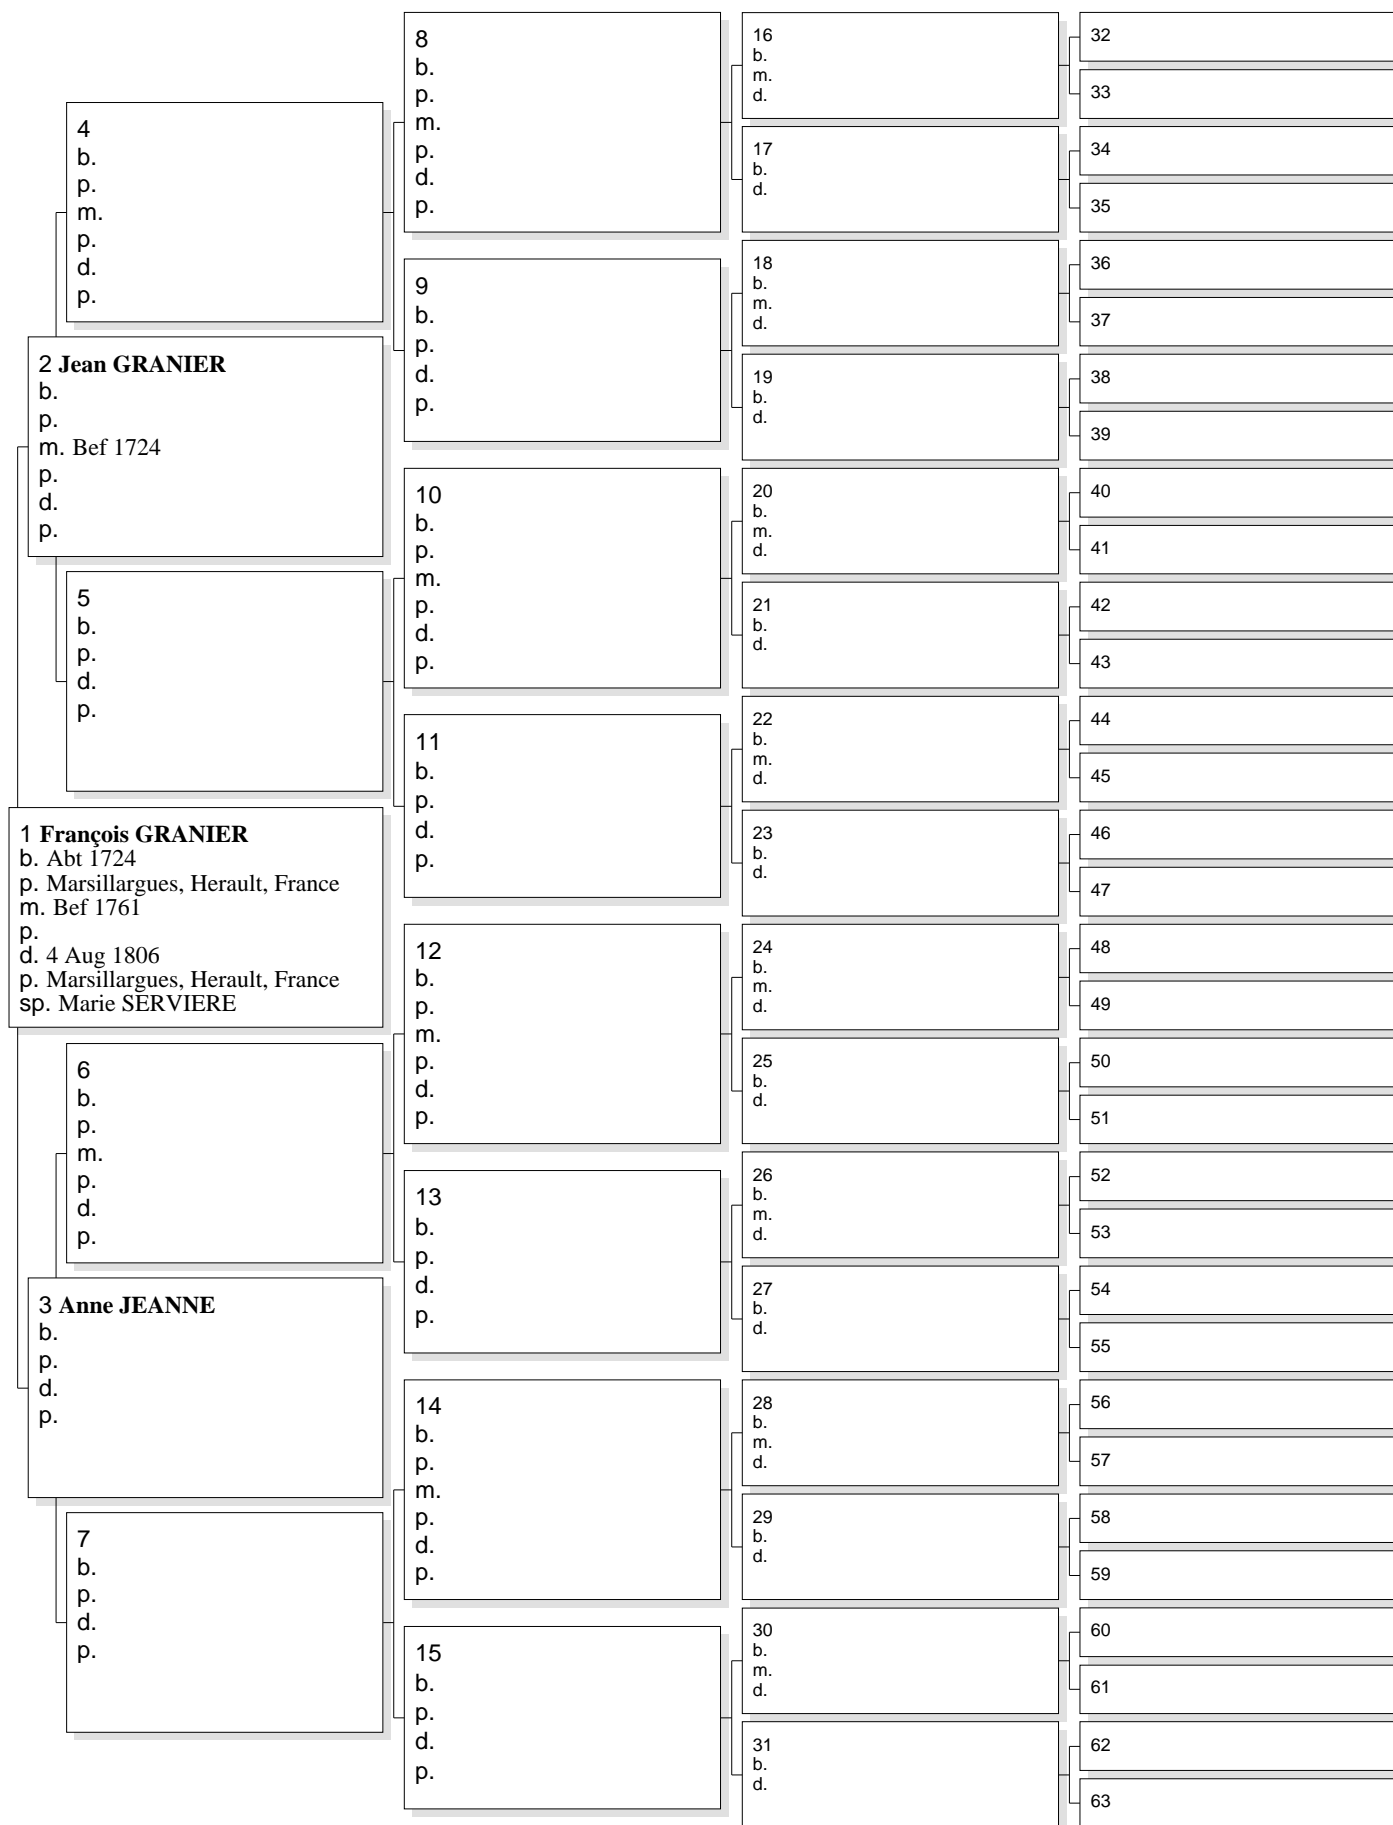 1 François GRANIER
b. Abt 1724
p. Marsillargues, Herault, France
m. Bef 1761
p.
d. 4 Aug 1806
p. Marsillargues, Herault, France
sp. Marie SERVIERE
2 Jean GRANIER
b.
p.
m. Bef 1724
p.
d.
p.
3 Anne JEANNE
b.
p.
d.
p.
4
b.
p.
m.
p.
d.
p.
5
b.
p.
d.
p.
6
b.
p.
m.
p.
d.
p.
7
b.
p.
d.
p.
8
b.
p.
m.
p.
d.
p.
9
b.
p.
d.
p.
10
b.
p.
m.
p.
d.
p.
11
b.
p.
d.
p.
12
b.
p.
m.
p.
d.
p.
13
b.
p.
d.
p.
14
b.
p.
m.
p.
d.
p.
15
b.
p.
d.
p.
16
b.
m.
d.
17
b.
d.
18
b.
m.
d.
19
b.
d.
20
b.
m.
d.
21
b.
d.
22
b.
m.
d.
23
b.
d.
24
b.
m.
d.
25
b.
d.
26
b.
m.
d.
27
b.
d.
28
b.
m.
d.
29
b.
d.
30
b.
m.
d.
31
b.
d.
32
33
34
35
36
37
38
39
40
41
42
43
44
45
46
47
48
49
50
51
52
53
54
55
56
57
58
59
60
61
62
63